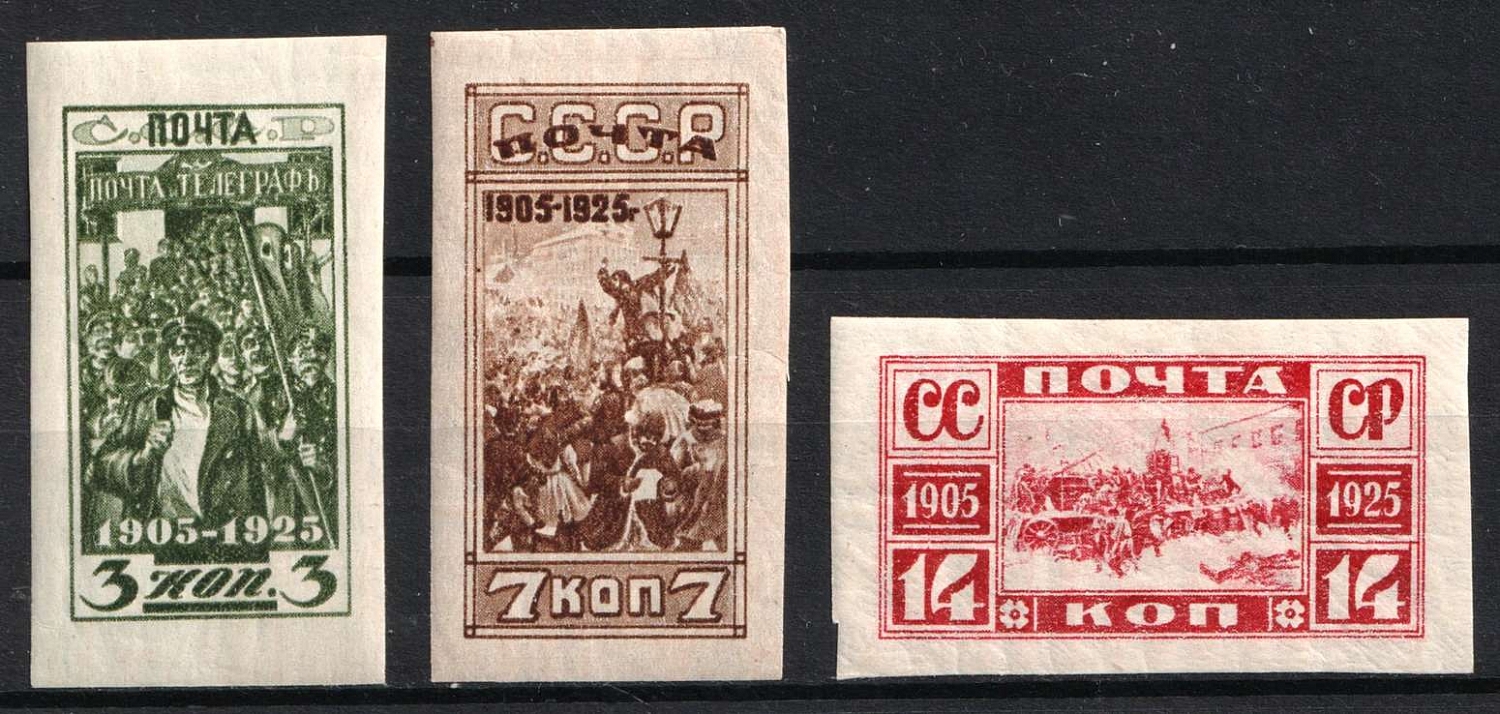 С.С.С.Р
ПОЧТА
ПОЧТА ТЕЛЕГРАФЪ
1905-1925
3 коп. 3
С.С.С.Р
ПОЧТА
1905-1925г
7 КОП 7
ПОЧТА
СС СР
1905 1925
14 КОП 14